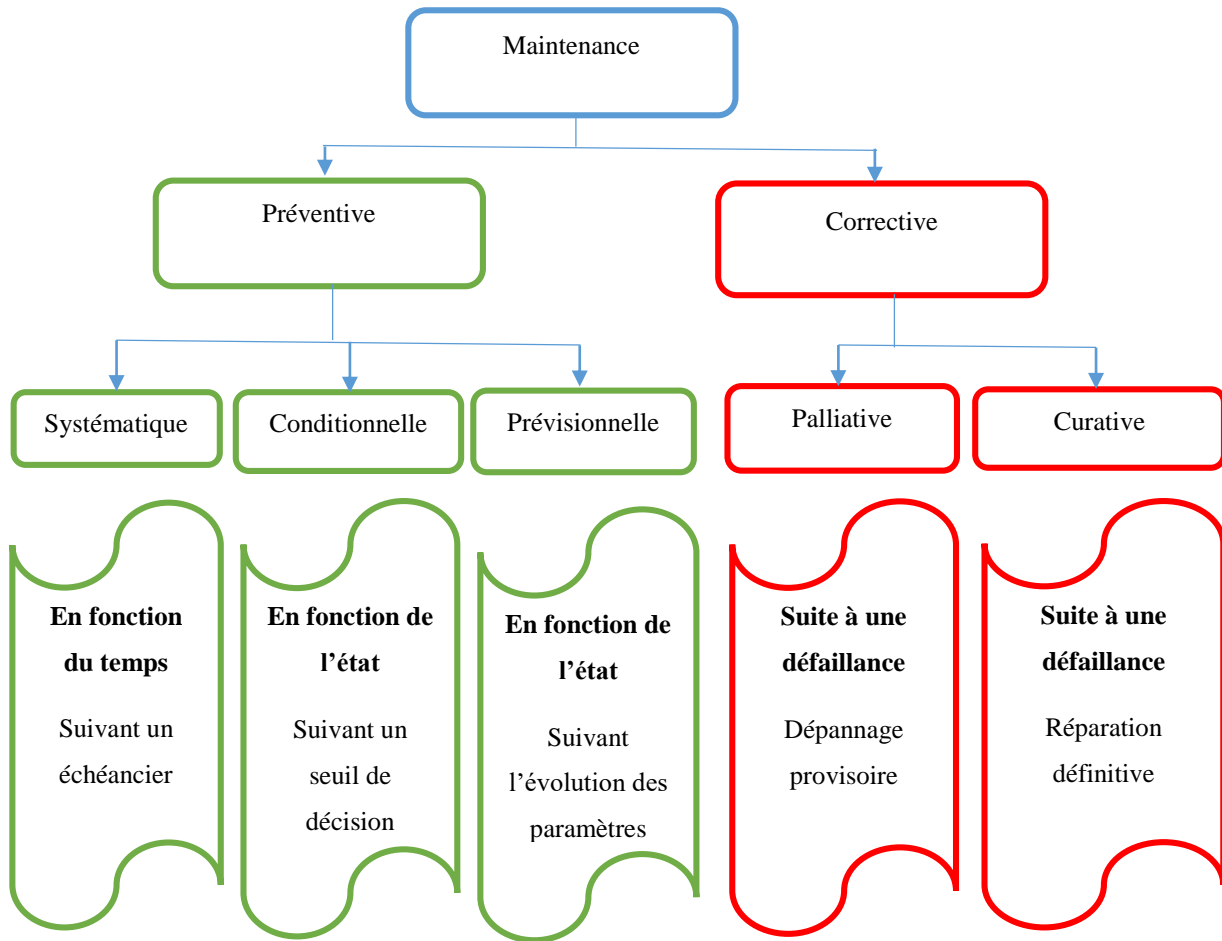 Maintenance
Préventive
Corrective
Systématique
Conditionnelle
Prévisionnelle
Palliative
Curative
En fonction
du temps
Suivant un
échéancier
En fonction de
l’état
Suivant un
seuil de
décision
En fonction de
l’état
Suivant
l’évolution des
paramètres
Suite à une
défaillance
Dépannage
provisoire
Suite à une
défaillance
Réparation
définitive